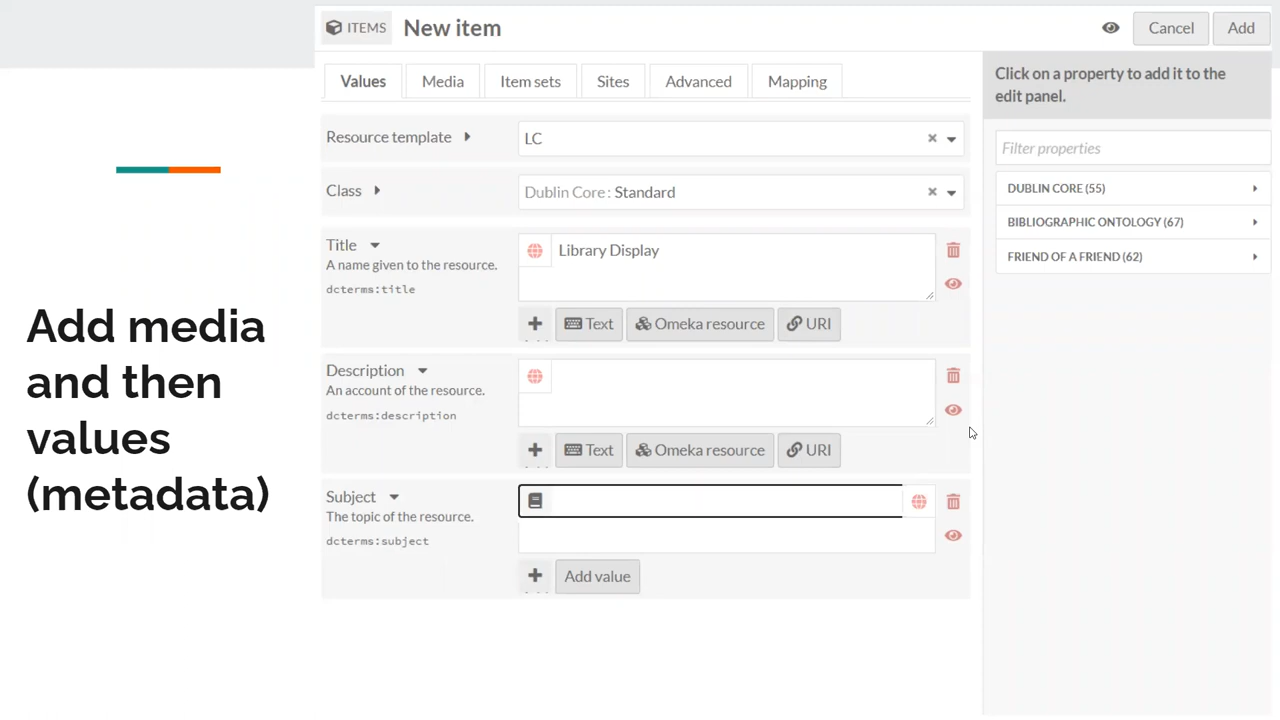 ITEMS New item Cancel Add
Values Media Item sets Sites Advanced Mapping
Click on a property to add it to the
edit panel.
Resource template LC
Filter properties
Class Dublin Core : Standard
DUBLIN CORE (55)
BIBLIOGRAPHIC ONTOLOGY (67)
FRIEND OF A FRIEND (62)
Title Library Display
A name given to the resource.
dcterms:title
Text Omeka resource URI
Description
An account of the resource.
dcterms:description
Text Omeka resource URI
Subject
The topic of the resource.
dcterms:subject
Add value
Add media
and then
values
(metadata)